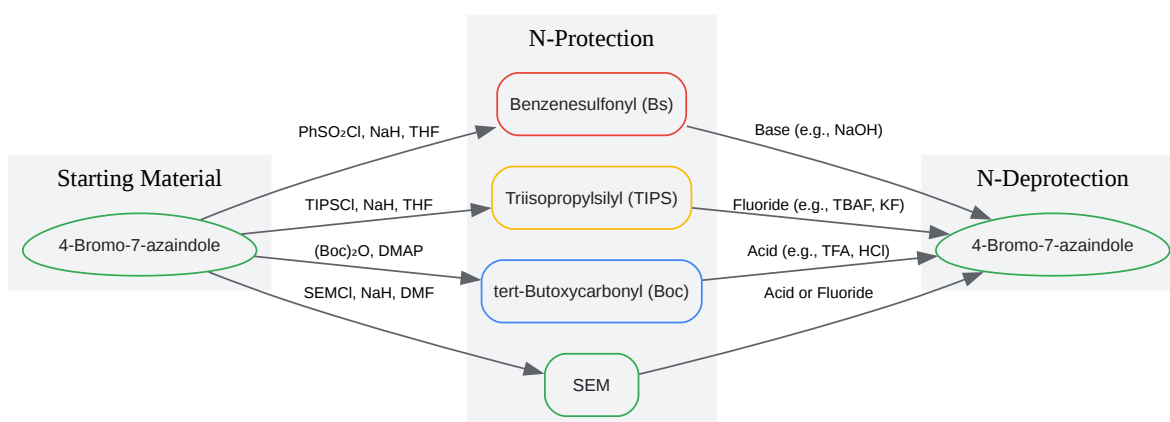 N-Protection
Benzenesulfonyl (Bs)
PhSO₂Cl, NaH, THF
Base (e.g., NaOH)
Starting Material
N-Deprotection
Triisopropylsilyl (TIPS)
TIPSCl, NaH, THF
Fluoride (e.g., TBAF, KF)
4-Bromo-7-azaindole
4-Bromo-7-azaindole
(Boc)₂O, DMAP
Acid (e.g., TFA, HCl)
SEMCl, NaH, DMF
tert-Butoxycarbonyl (Boc)
Acid or Fluoride
SEM